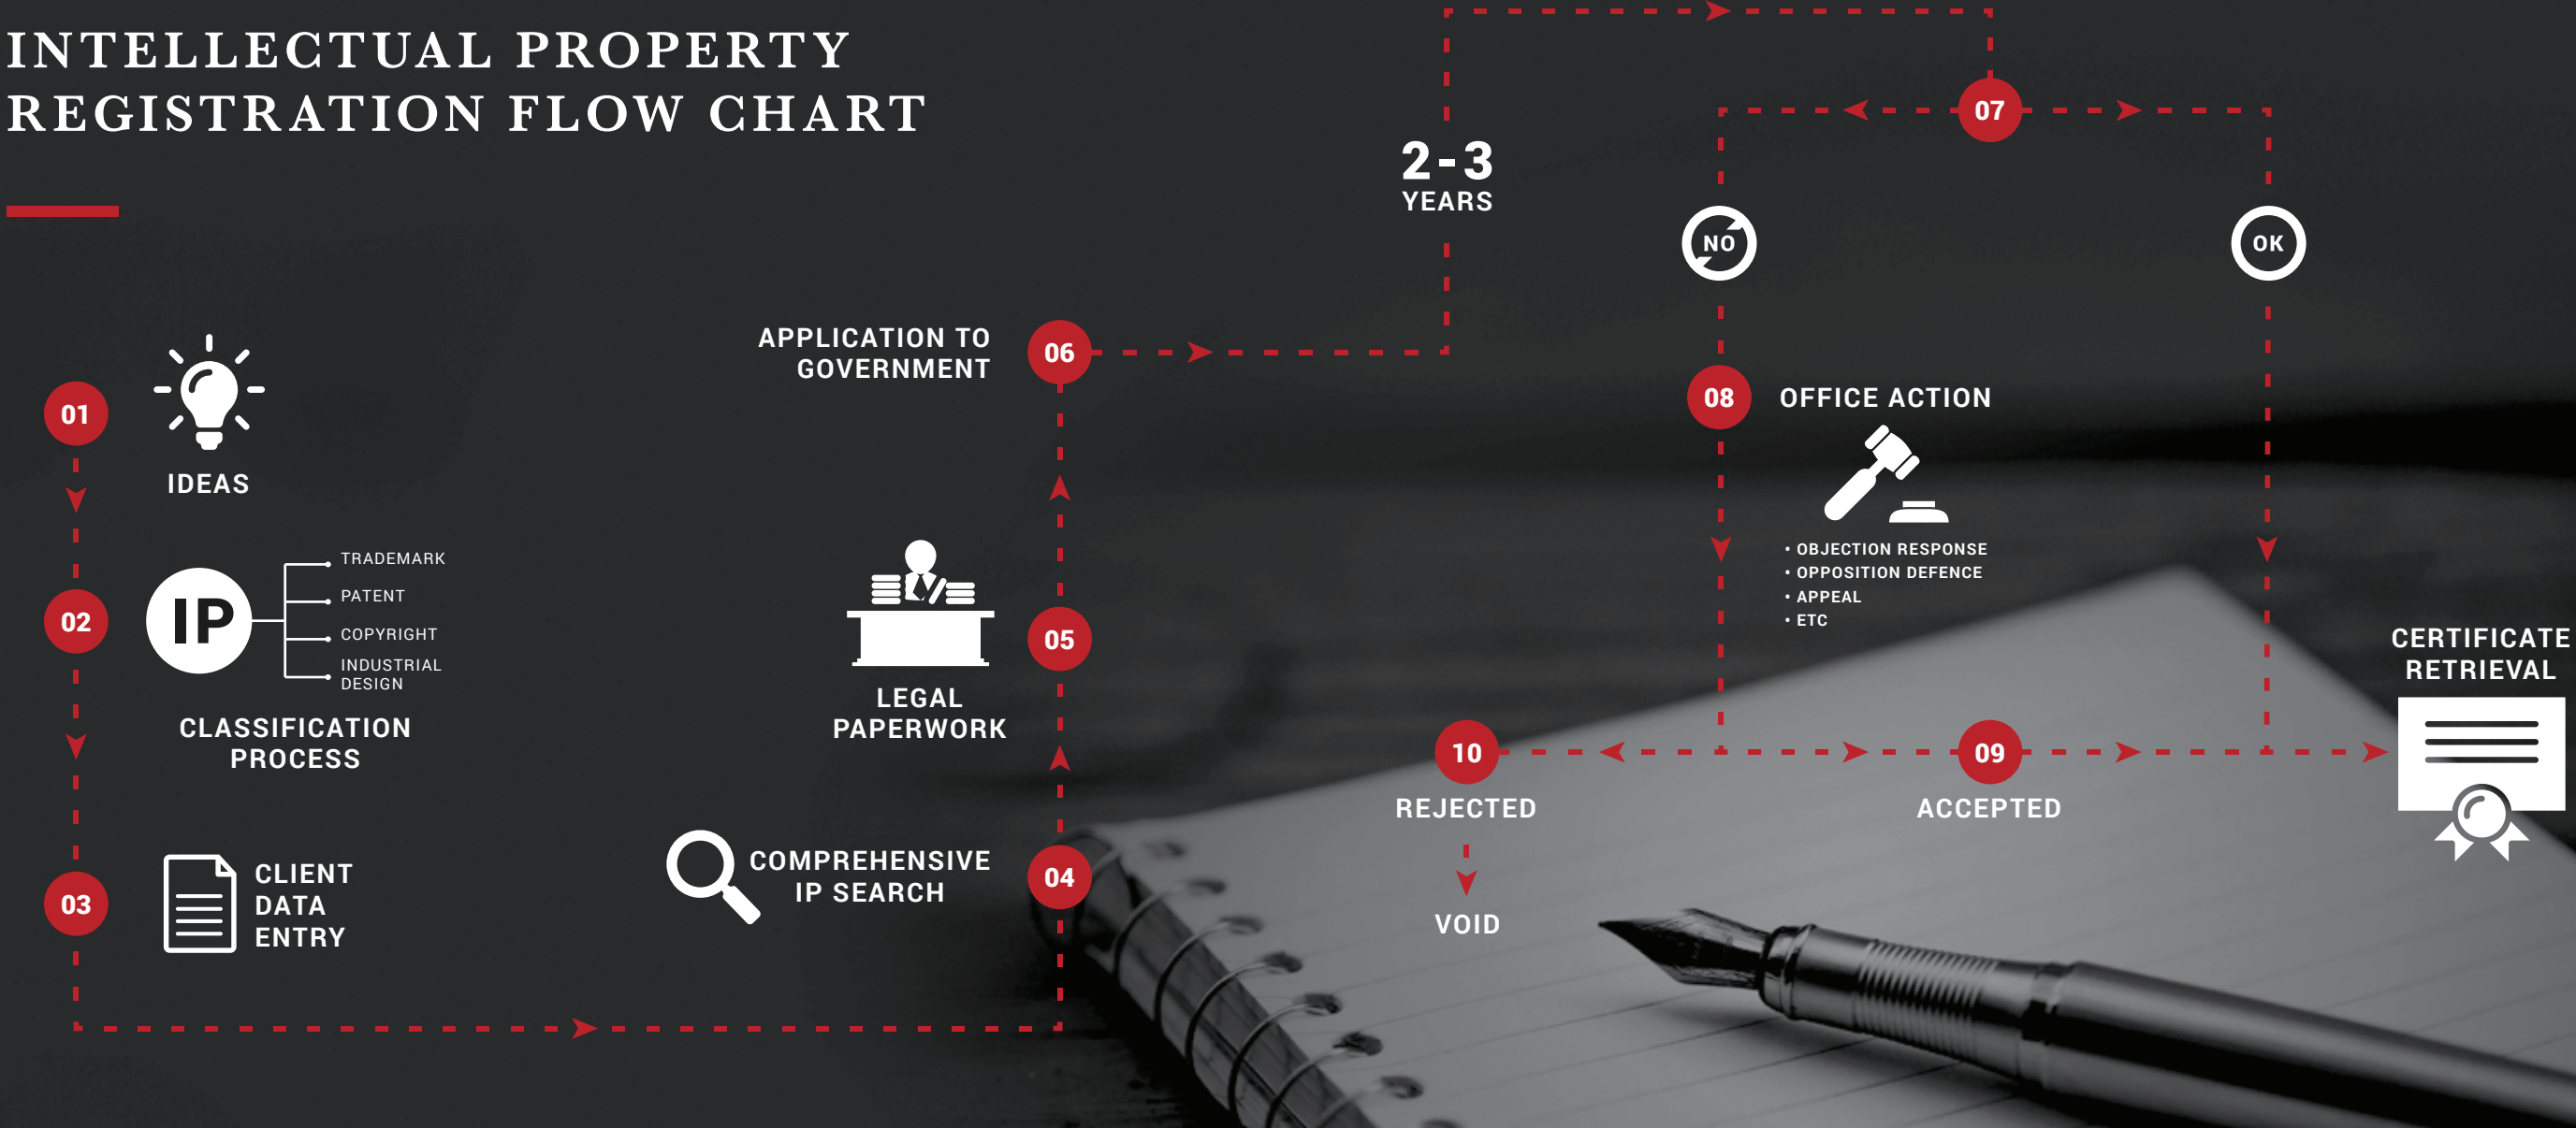 INTELLECTUAL PROPERTY
REGISTRATION FLOW CHART
01
IDEAS
02
IP
TRADEMARK
PATENT
COPYRIGHT
INDUSTRIAL
DESIGN
CLASSIFICATION
PROCESS
03
CLIENT
DATA
ENTRY
04
COMPREHENSIVE
IP SEARCH
05
LEGAL
PAPERWORK
06
APPLICATION TO
GOVERNMENT
2-3
YEARS
07
NO
OK
08
OFFICE ACTION
• OBJECTION RESPONSE
• OPPOSITION DEFENCE
• APPEAL
• ETC
09
ACCEPTED
10
REJECTED
VOID
CERTIFICATE
RETRIEVAL